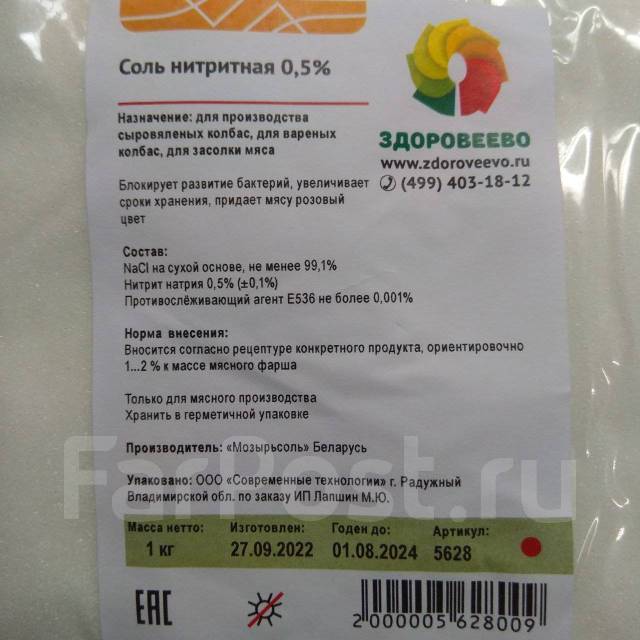 Соль нитритная 0,5%
Назначение: для производства
сыровяленых колбас, для вареных
колбас, для засолки мяса
ЗДОРОВЕЕВО
www.zdoroveevo.ru
(499) 403-18-12
Блокирует развитие бактерий, увеличивает
сроки хранения, придает мясу розовый
цвет
Состав:
NaCl на сухой основе, не менее 99,1%
Нитрит натрия 0,5% (±0,1%)
Противослёживающий агент Е536 не более 0,001%
Норма внесения:
Вносится согласно рецептуре конкретного продукта, ориентировочно
1...2 % к массе мясного фарша
Только для мясного производства
Хранить в герметичной упаковке
Производитель: «Мозырьсоль» Беларусь
Упаковано: ООО «Современные технологии» г. Радужный
Владимирской обл. по заказу ИП Лапшин М.Ю.
FarPost.ru
Масса нетто: Изготовлен: Годен до: Артикул:
1 кг 27.09.2022 01.08.2024 5628
EAC
2 000005 628009